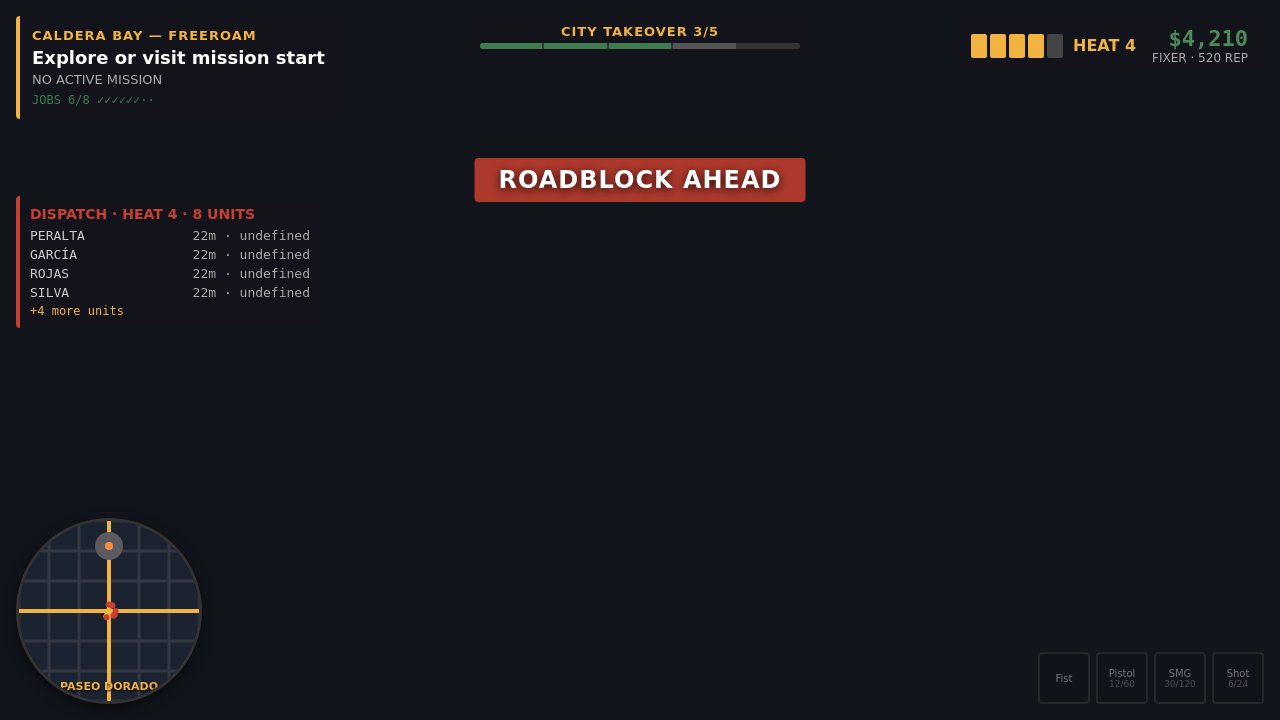 CALDERA BAY — FREEROAM
Explore or visit mission start
NO ACTIVE MISSION
JOBS 6/8 ✓✓✓✓✓✓··
CITY TAKEOVER 3/5
HEAT 4
$4,210
FIXER · 520 REP
ROADBLOCK AHEAD
DISPATCH · HEAT 4 · 8 UNITS
PERALTA 22m · undefined
GARCÍA 22m · undefined
ROJAS 22m · undefined
SILVA 22m · undefined
+4 more units
PASEO DORADO
Fist
Pistol
12/60
SMG
30/120
Shot
6/24